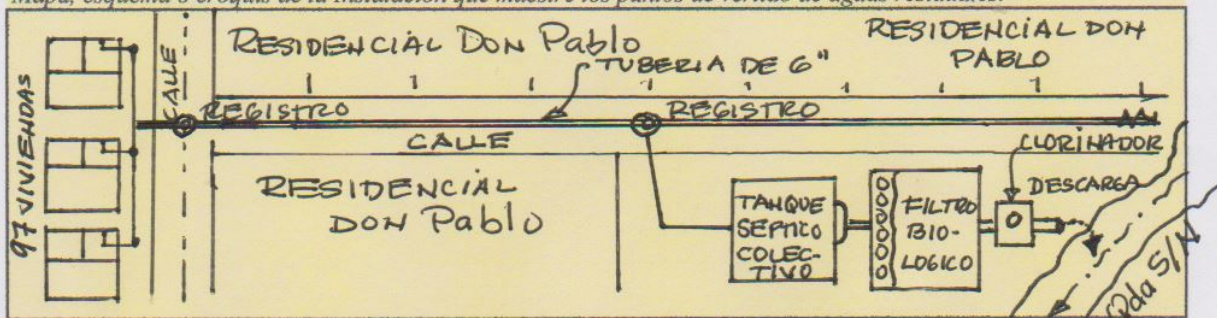 Mapa, esquema o croquis de la instalación que muestre los puntos de vertido de aguas residuales.
97 VIVIENDAS
CALLE
RESIDENCIAL DON Pablo
TUBERIA DE 6"
RESIDENCIAL DON
PABLO
REGISTRO
REGISTRO
CALLE
CLORINADOR
RESIDENCIAL
DON Pablo
DESCARGA
TANQUE
SEPTICO
COLEC-
TIVO
FILTRO
BIO-
LOGICO
Qda S/N